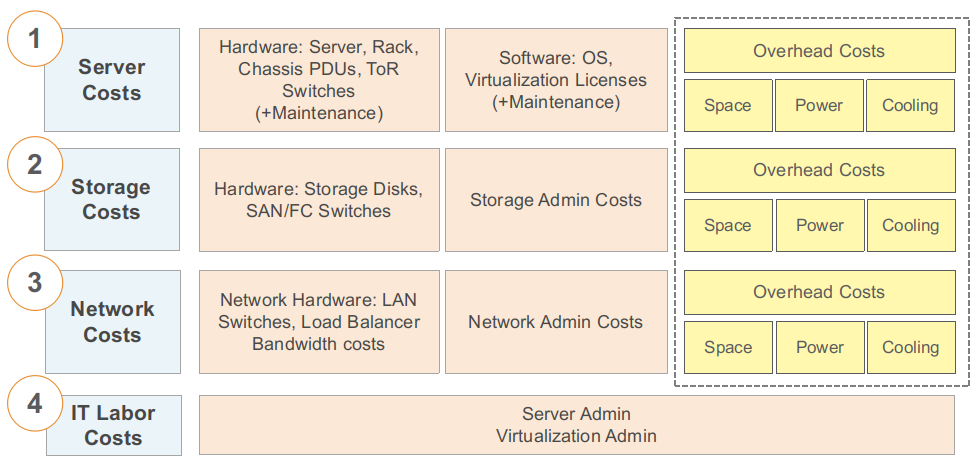 1
Server
Costs
Hardware: Server, Rack,
Chassis PDUs, ToR
Switches
(+Maintenance)
Software: OS,
Virtualization Licenses
(+Maintenance)
Overhead Costs
Space
Power
Cooling
2
Storage
Costs
Hardware: Storage Disks,
SAN/FC Switches
Storage Admin Costs
Overhead Costs
Space
Power
Cooling
3
Network
Costs
Network Hardware: LAN
Switches, Load Balancer
Bandwidth costs
Network Admin Costs
Overhead Costs
Space
Power
Cooling
4
IT Labor
Costs
Server Admin
Virtualization Admin